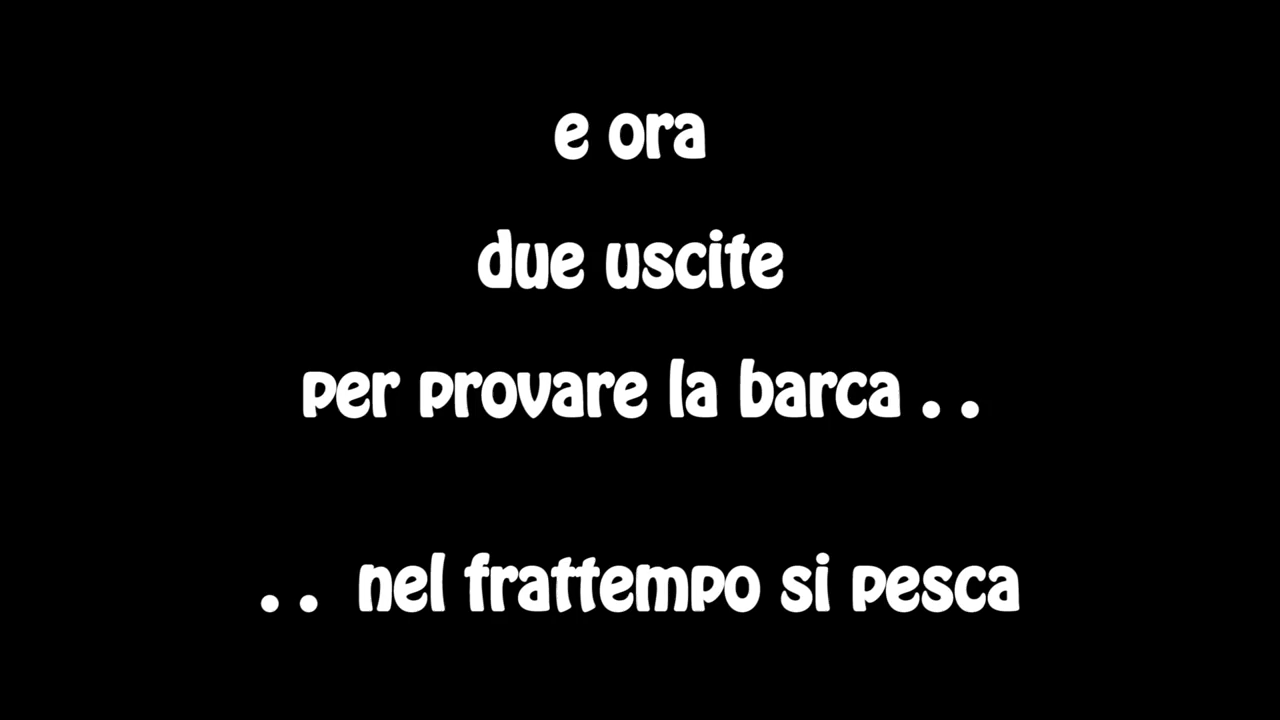 e ora
due uscite
per provare la barca . .
. . nel frattempo si pesca